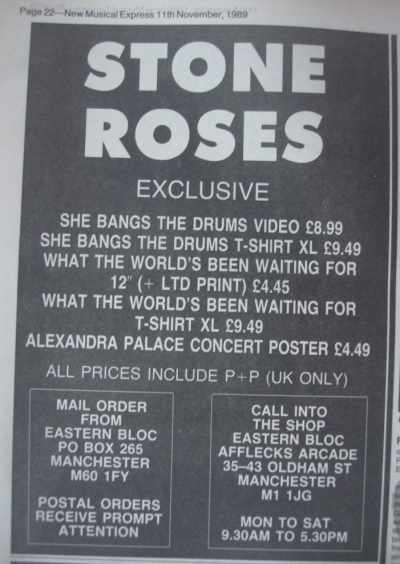 Page 22—New Musical Express 11th November, 1989
STONE
ROSES
EXCLUSIVE
SHE BANGS THE DRUMS VIDEO £8.99
SHE BANGS THE DRUMS T-SHIRT XL £9.49
WHAT THE WORLD'S BEEN WAITING FOR
12" (+ LTD PRINT) £4.45
WHAT THE WORLD'S BEEN WAITING FOR
T-SHIRT XL £9.49
ALEXANDRA PALACE CONCERT POSTER £4.49
ALL PRICES INCLUDE P+P (UK ONLY)
MAIL ORDER
FROM
EASTERN BLOC
PO BOX 265
MANCHESTER
M60 1FY
POSTAL ORDERS
RECEIVE PROMPT
ATTENTION
CALL INTO
THE SHOP
EASTERN BLOC
AFFLECKS ARCADE
35–43 OLDHAM ST
MANCHESTER
M1 1JG
MON TO SAT
9.30AM TO 5.30PM